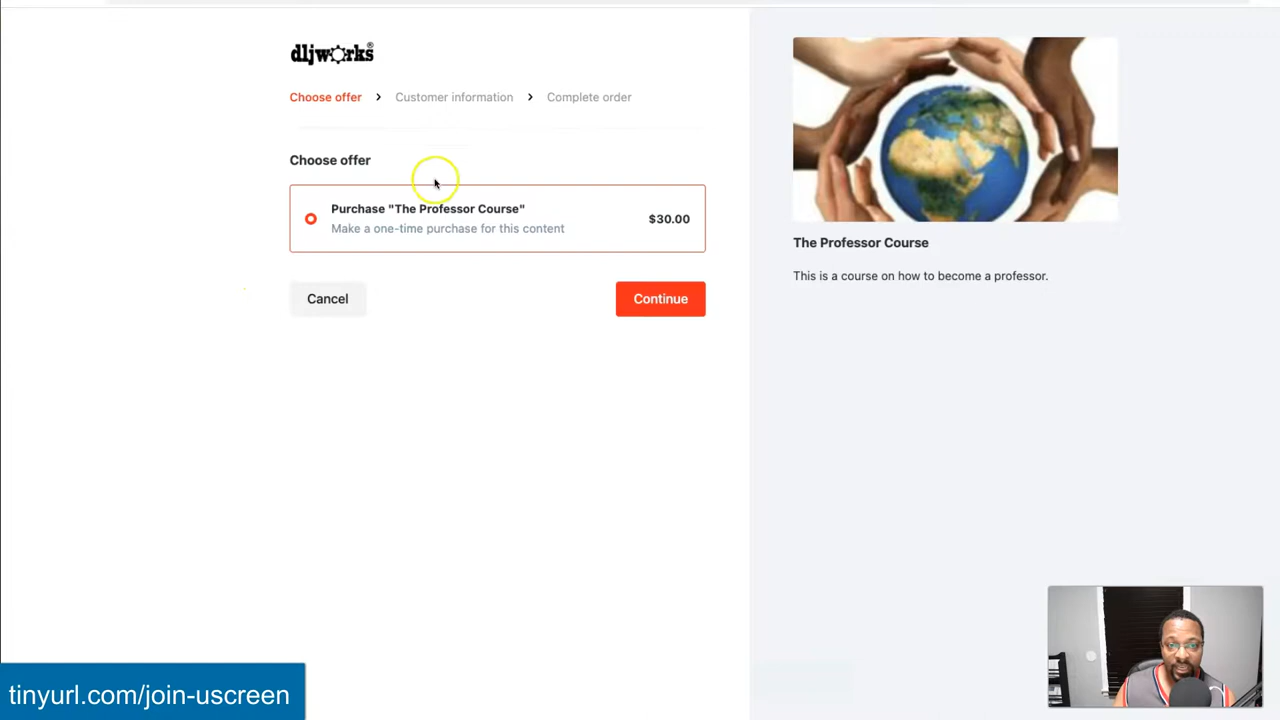 dljworks®
Choose offer > Customer information > Complete order
Choose offer
Purchase "The Professor Course"
Make a one-time purchase for this content
$30.00
Cancel
Continue
The Professor Course
This is a course on how to become a professor.
tinyurl.com/join-uscreen